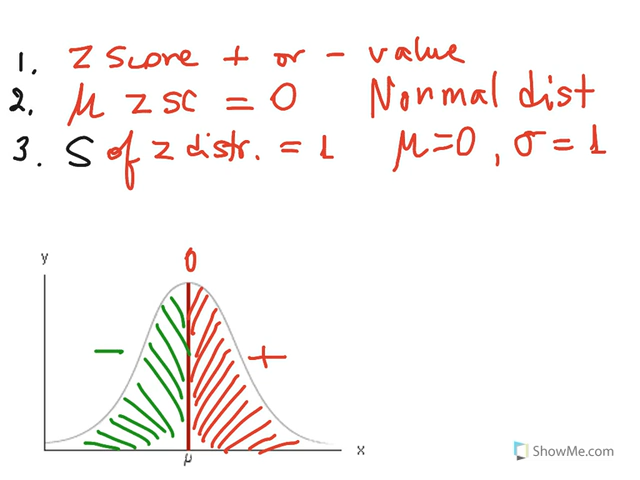 1. Z Score + or - value
2. μ z sc = 0 Normal dist
3. S of z distr. = 1 μ=0, σ=1
0
y
- +
μ x
ShowMe.com